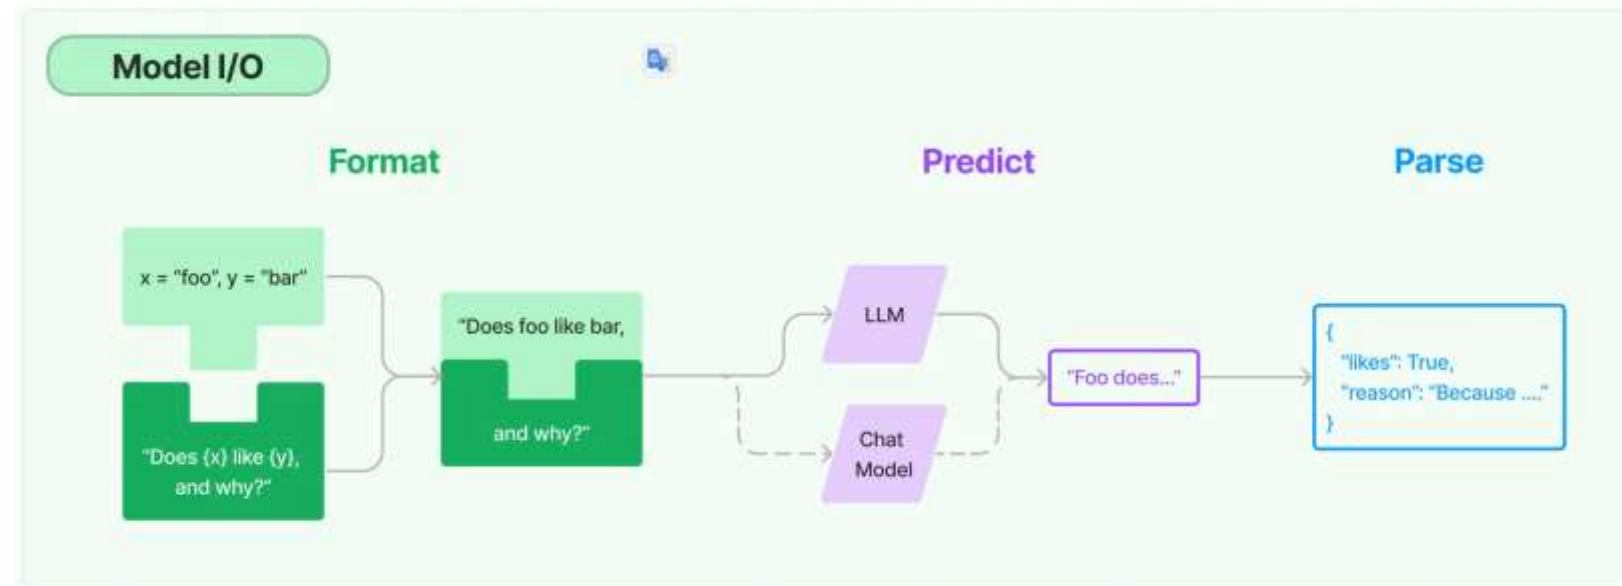 Model I/O
Format
Predict
Parse
x = "foo", y = "bar"
"Does {x} like {y},
and why?"
"Does foo like bar,
and why?"
LLM
Chat
Model
"Foo does..."
{
"likes": True,
"reason": "Because ...."
}